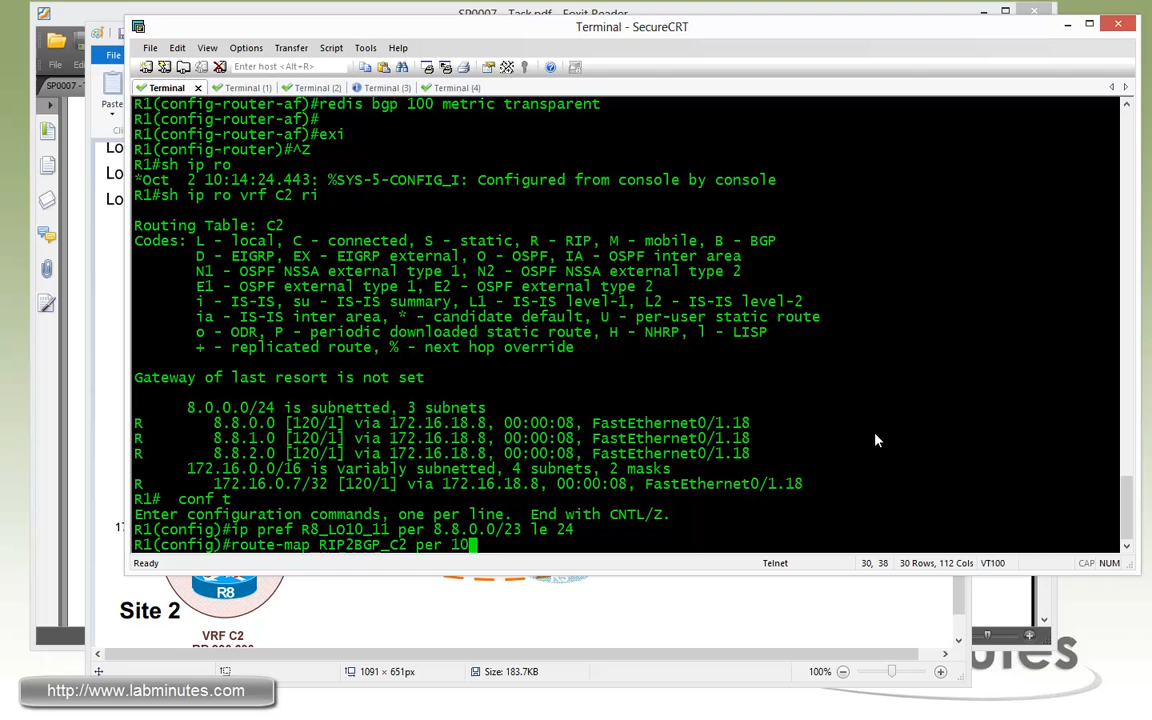 SP0007 - Task.pdf - Foxit Reader
Terminal - SecureCRT
File Edit View Options Transfer Script Tools Help
Enter host <Alt+R>
File
File
SP0007 -
Paste
Terminal Terminal (1) Terminal (2) Terminal (3) Terminal (4)
R1(config-router-af)#redis bgp 100 metric transparent
R1(config-router-af)#
R1(config-router-af)#exi
R1(config-router)#^Z
R1#sh ip ro
*Oct  2 10:14:24.443: %SYS-5-CONFIG_I: Configured from console by console
R1#sh ip ro vrf C2 ri
Routing Table: C2
Codes: L - local, C - connected, S - static, R - RIP, M - mobile, B - BGP
D - EIGRP, EX - EIGRP external, O - OSPF, IA - OSPF inter area
N1 - OSPF NSSA external type 1, N2 - OSPF NSSA external type 2
E1 - OSPF external type 1, E2 - OSPF external type 2
i - IS-IS, su - IS-IS summary, L1 - IS-IS level-1, L2 - IS-IS level-2
ia - IS-IS inter area, * - candidate default, U - per-user static route
o - ODR, P - periodic downloaded static route, H - NHRP, l - LISP
+ - replicated route, % - next hop override
Gateway of last resort is not set
8.0.0.0/24 is subnetted, 3 subnets
R 8.8.0.0 [120/1] via 172.16.18.8, 00:00:08, FastEthernet0/1.18
R 8.8.1.0 [120/1] via 172.16.18.8, 00:00:08, FastEthernet0/1.18
R 8.8.2.0 [120/1] via 172.16.18.8, 00:00:08, FastEthernet0/1.18
172.16.0.0/16 is variably subnetted, 4 subnets, 2 masks
R 172.16.0.7/32 [120/1] via 172.16.18.8, 00:00:08, FastEthernet0/1.18
R1#  conf t
Enter configuration commands, one per line.  End with CNTL/Z.
R1(config)#ip pref R8_LO10_11 per 8.8.0.0/23 le 24
R1(config)#route-map RIP2BGP_C2 per 10
Lo
Lo
Lo
17
Ready Telnet 30, 38 30 Rows, 112 Cols VT100 CAP NUM
R8
Site 2
VRF C2
1091 × 651px Size: 183.7KB 100%
http://www.labminutes.com